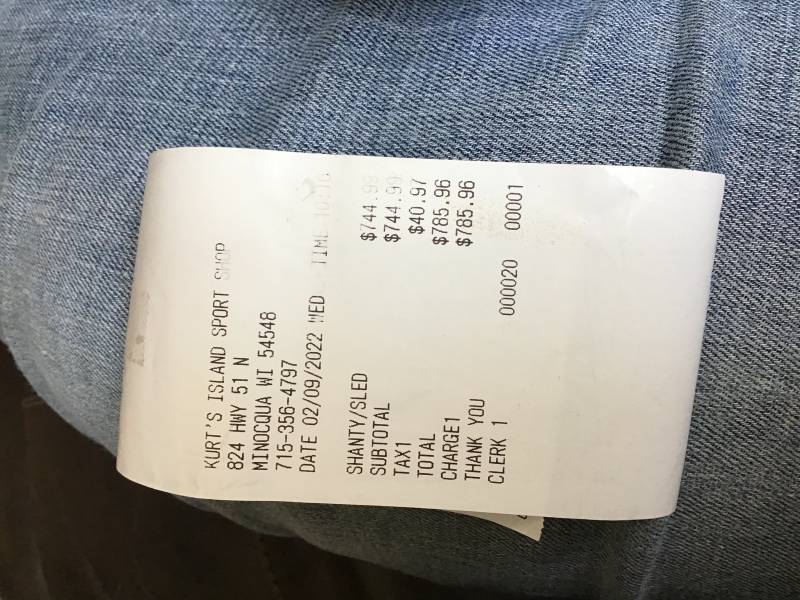 KURT'S ISLAND SPORT SHOP
824 HWY 51 N
MINOCQUA WI 54548
715-356-4797
DATE 02/09/2022 WED TIME
SHANTY/SLED $744.99
SUBTOTAL $744.99
TAX1 $40.97
TOTAL $785.96
CHARGE1 $785.96
THANK YOU
CLERK 1 000020 00001